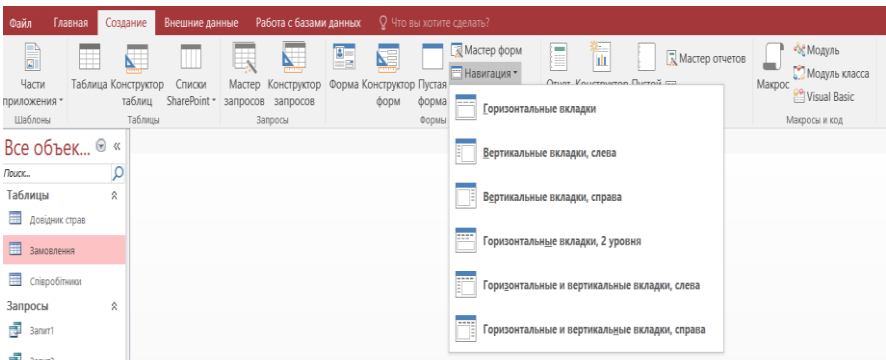 Файл Главная Создание Внешние данные Работа с базами данных Что вы хотите сделать?
Части приложения
Таблица
Конструктор таблиц
Списки SharePoint
Мастер запросов
Конструктор запросов
Форма
Конструктор форм
Пустая форма
Мастер форм
Навигация
Мастер отчетов
Макрос
Модуль
Модуль класса
Visual Basic
Шаблоны Таблицы Запросы Формы Макросы и код
Горизонтальные вкладки
Вертикальные вкладки, слева
Вертикальные вкладки, справа
Горизонтальные вкладки, 2 уровня
Горизонтальные и вертикальные вкладки, слева
Горизонтальные и вертикальные вкладки, справа
Все объек... «
Поиск...
Таблицы
Довідник страв
Замовлення
Співробітники
Запросы
Запит1